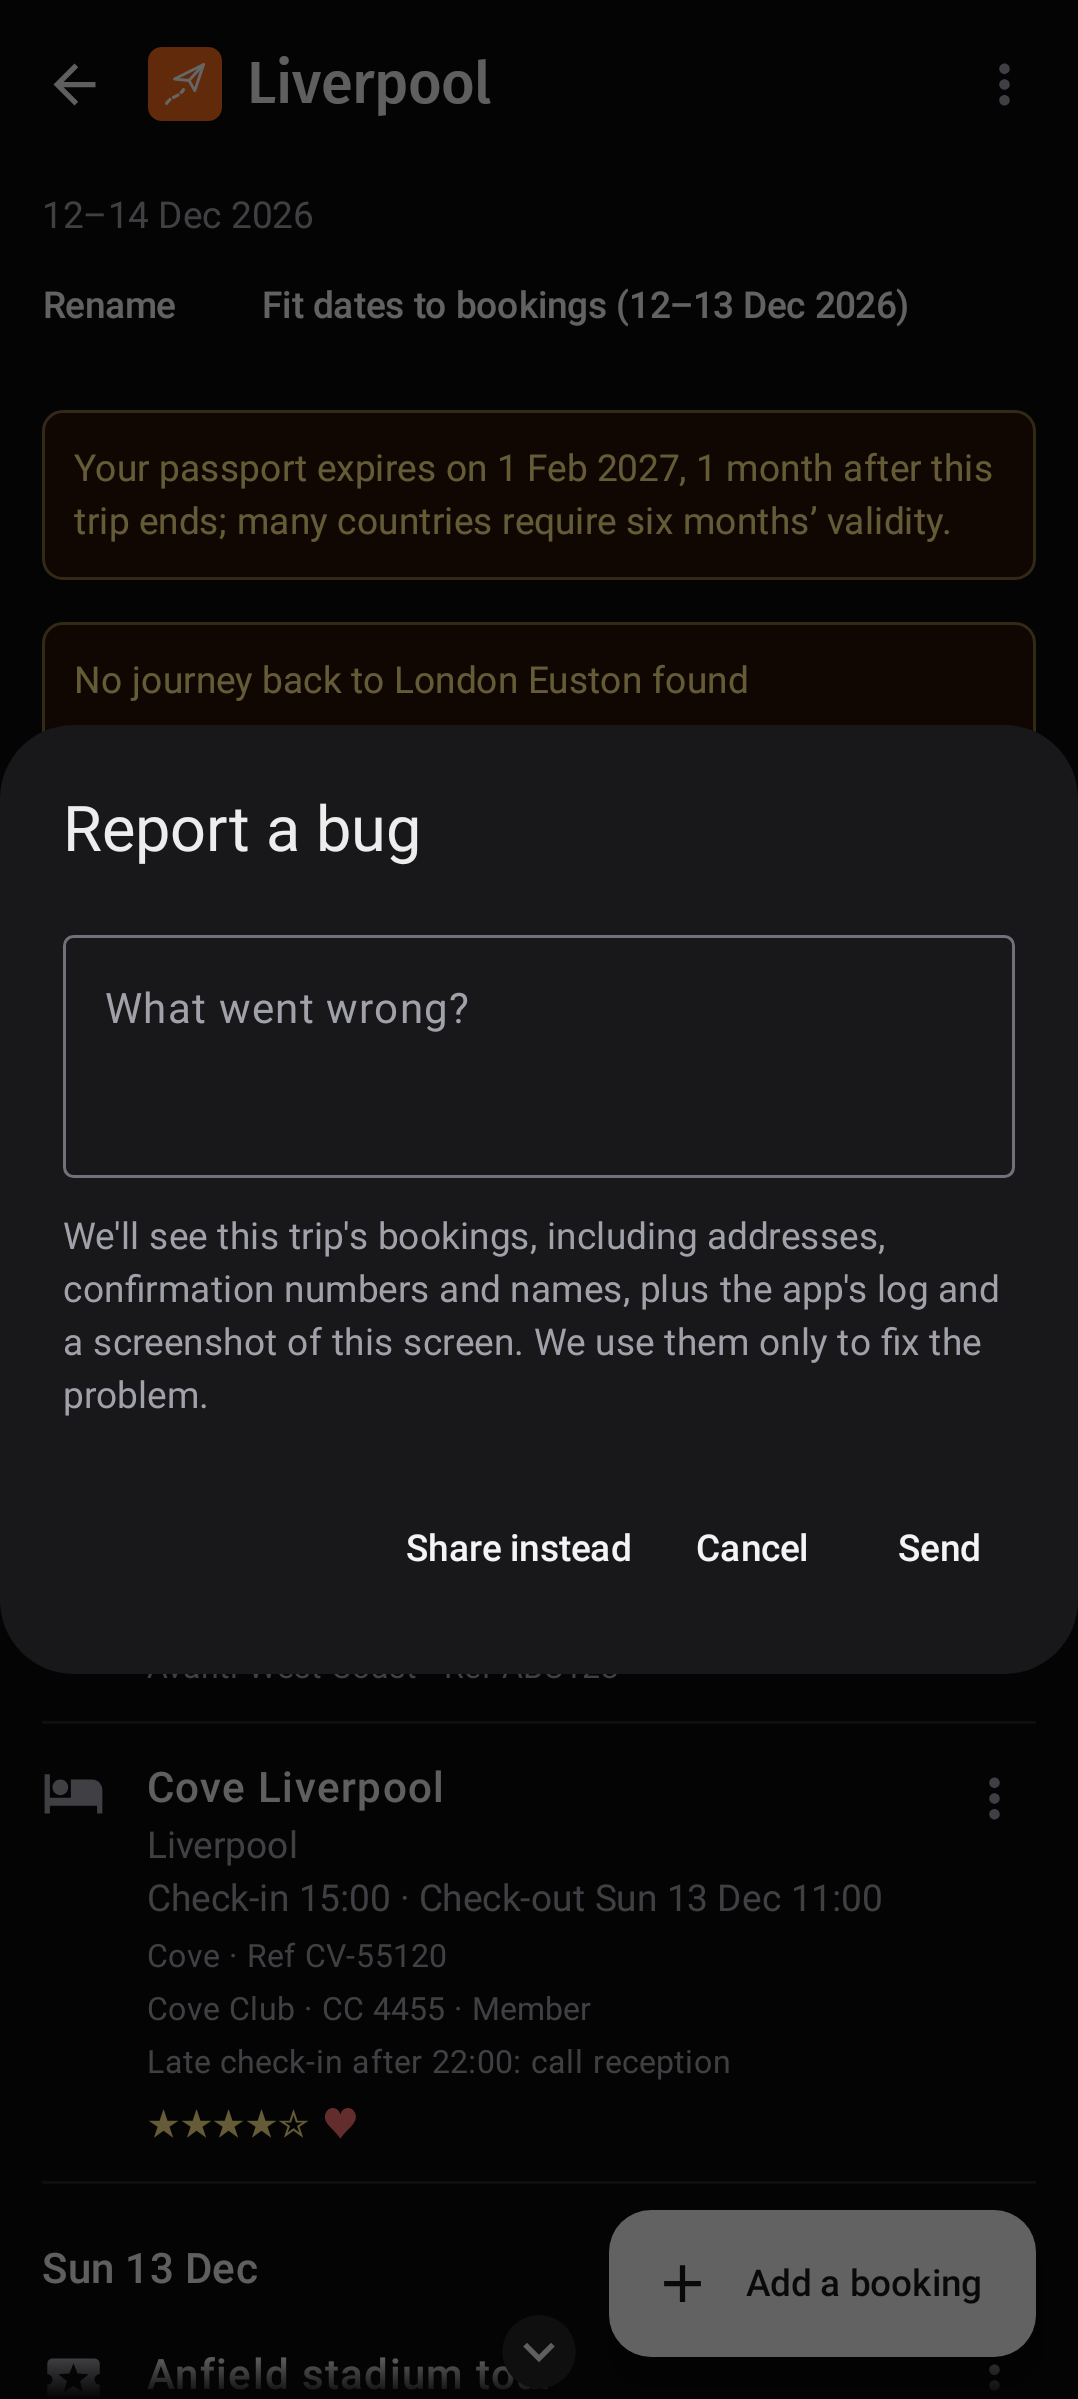 Liverpool
12–14 Dec 2026
Rename
Fit dates to bookings (12–13 Dec 2026)
Your passport expires on 1 Feb 2027, 1 month after this
trip ends; many countries require six months’ validity.
No journey back to London Euston found
Report a bug
What went wrong?
We'll see this trip's bookings, including addresses,
confirmation numbers and names, plus the app's log and
a screenshot of this screen. We use them only to fix the
problem.
Share instead
Cancel
Send
Cove Liverpool
Liverpool
Check-in 15:00 · Check-out Sun 13 Dec 11:00
Cove · Ref CV-55120
Cove Club · CC 4455 · Member
Late check-in after 22:00: call reception
★★★★☆ ♥
Sun 13 Dec
Add a booking
Anfield stadium